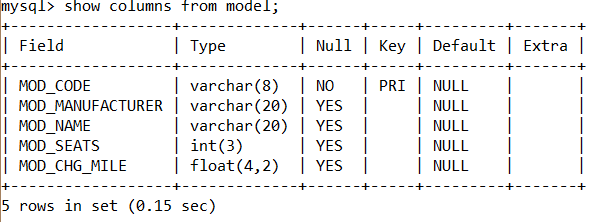 mysql> show columns from model;
+------------------+-------------+------+-----+---------+-------+
| Field            | Type        | Null | Key | Default | Extra |
+------------------+-------------+------+-----+---------+-------+
| MOD_CODE         | varchar(8)  | NO   | PRI | NULL    |       |
| MOD_MANUFACTURER | varchar(20) | YES  |     | NULL    |       |
| MOD_NAME         | varchar(20) | YES  |     | NULL    |       |
| MOD_SEATS        | int(3)      | YES  |     | NULL    |       |
| MOD_CHG_MILE     | float(4,2)  | YES  |     | NULL    |       |
+------------------+-------------+------+-----+---------+-------+
5 rows in set (0.15 sec)